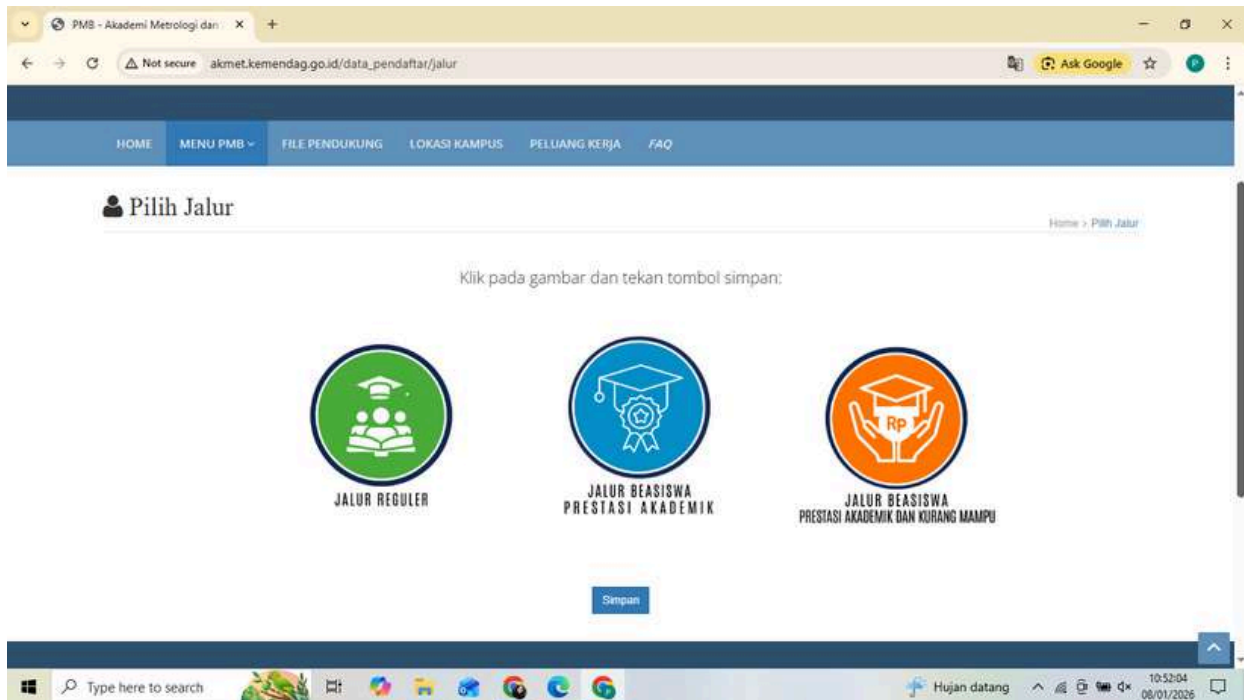 PMB - Akademi Metrologi dan
Not secure akmet.kemendag.go.id/data_pendaftar/jalur
Ask Google
P
HOME MENU PMB FILE PENDUKUNG LOKASI KAMPUS PELUANG KERJA FAQ
Pilih Jalur
Home > Pilih Jalur
Klik pada gambar dan tekan tombol simpan:
Rp
JALUR REGULER
JALUR BEASISWA
PRESTASI AKADEMIK
JALUR BEASISWA
PRESTASI AKADEMIK DAN KURANG MAMPU
Simpan
Type here to search
Hujan datang
10:52:04
08/01/2026